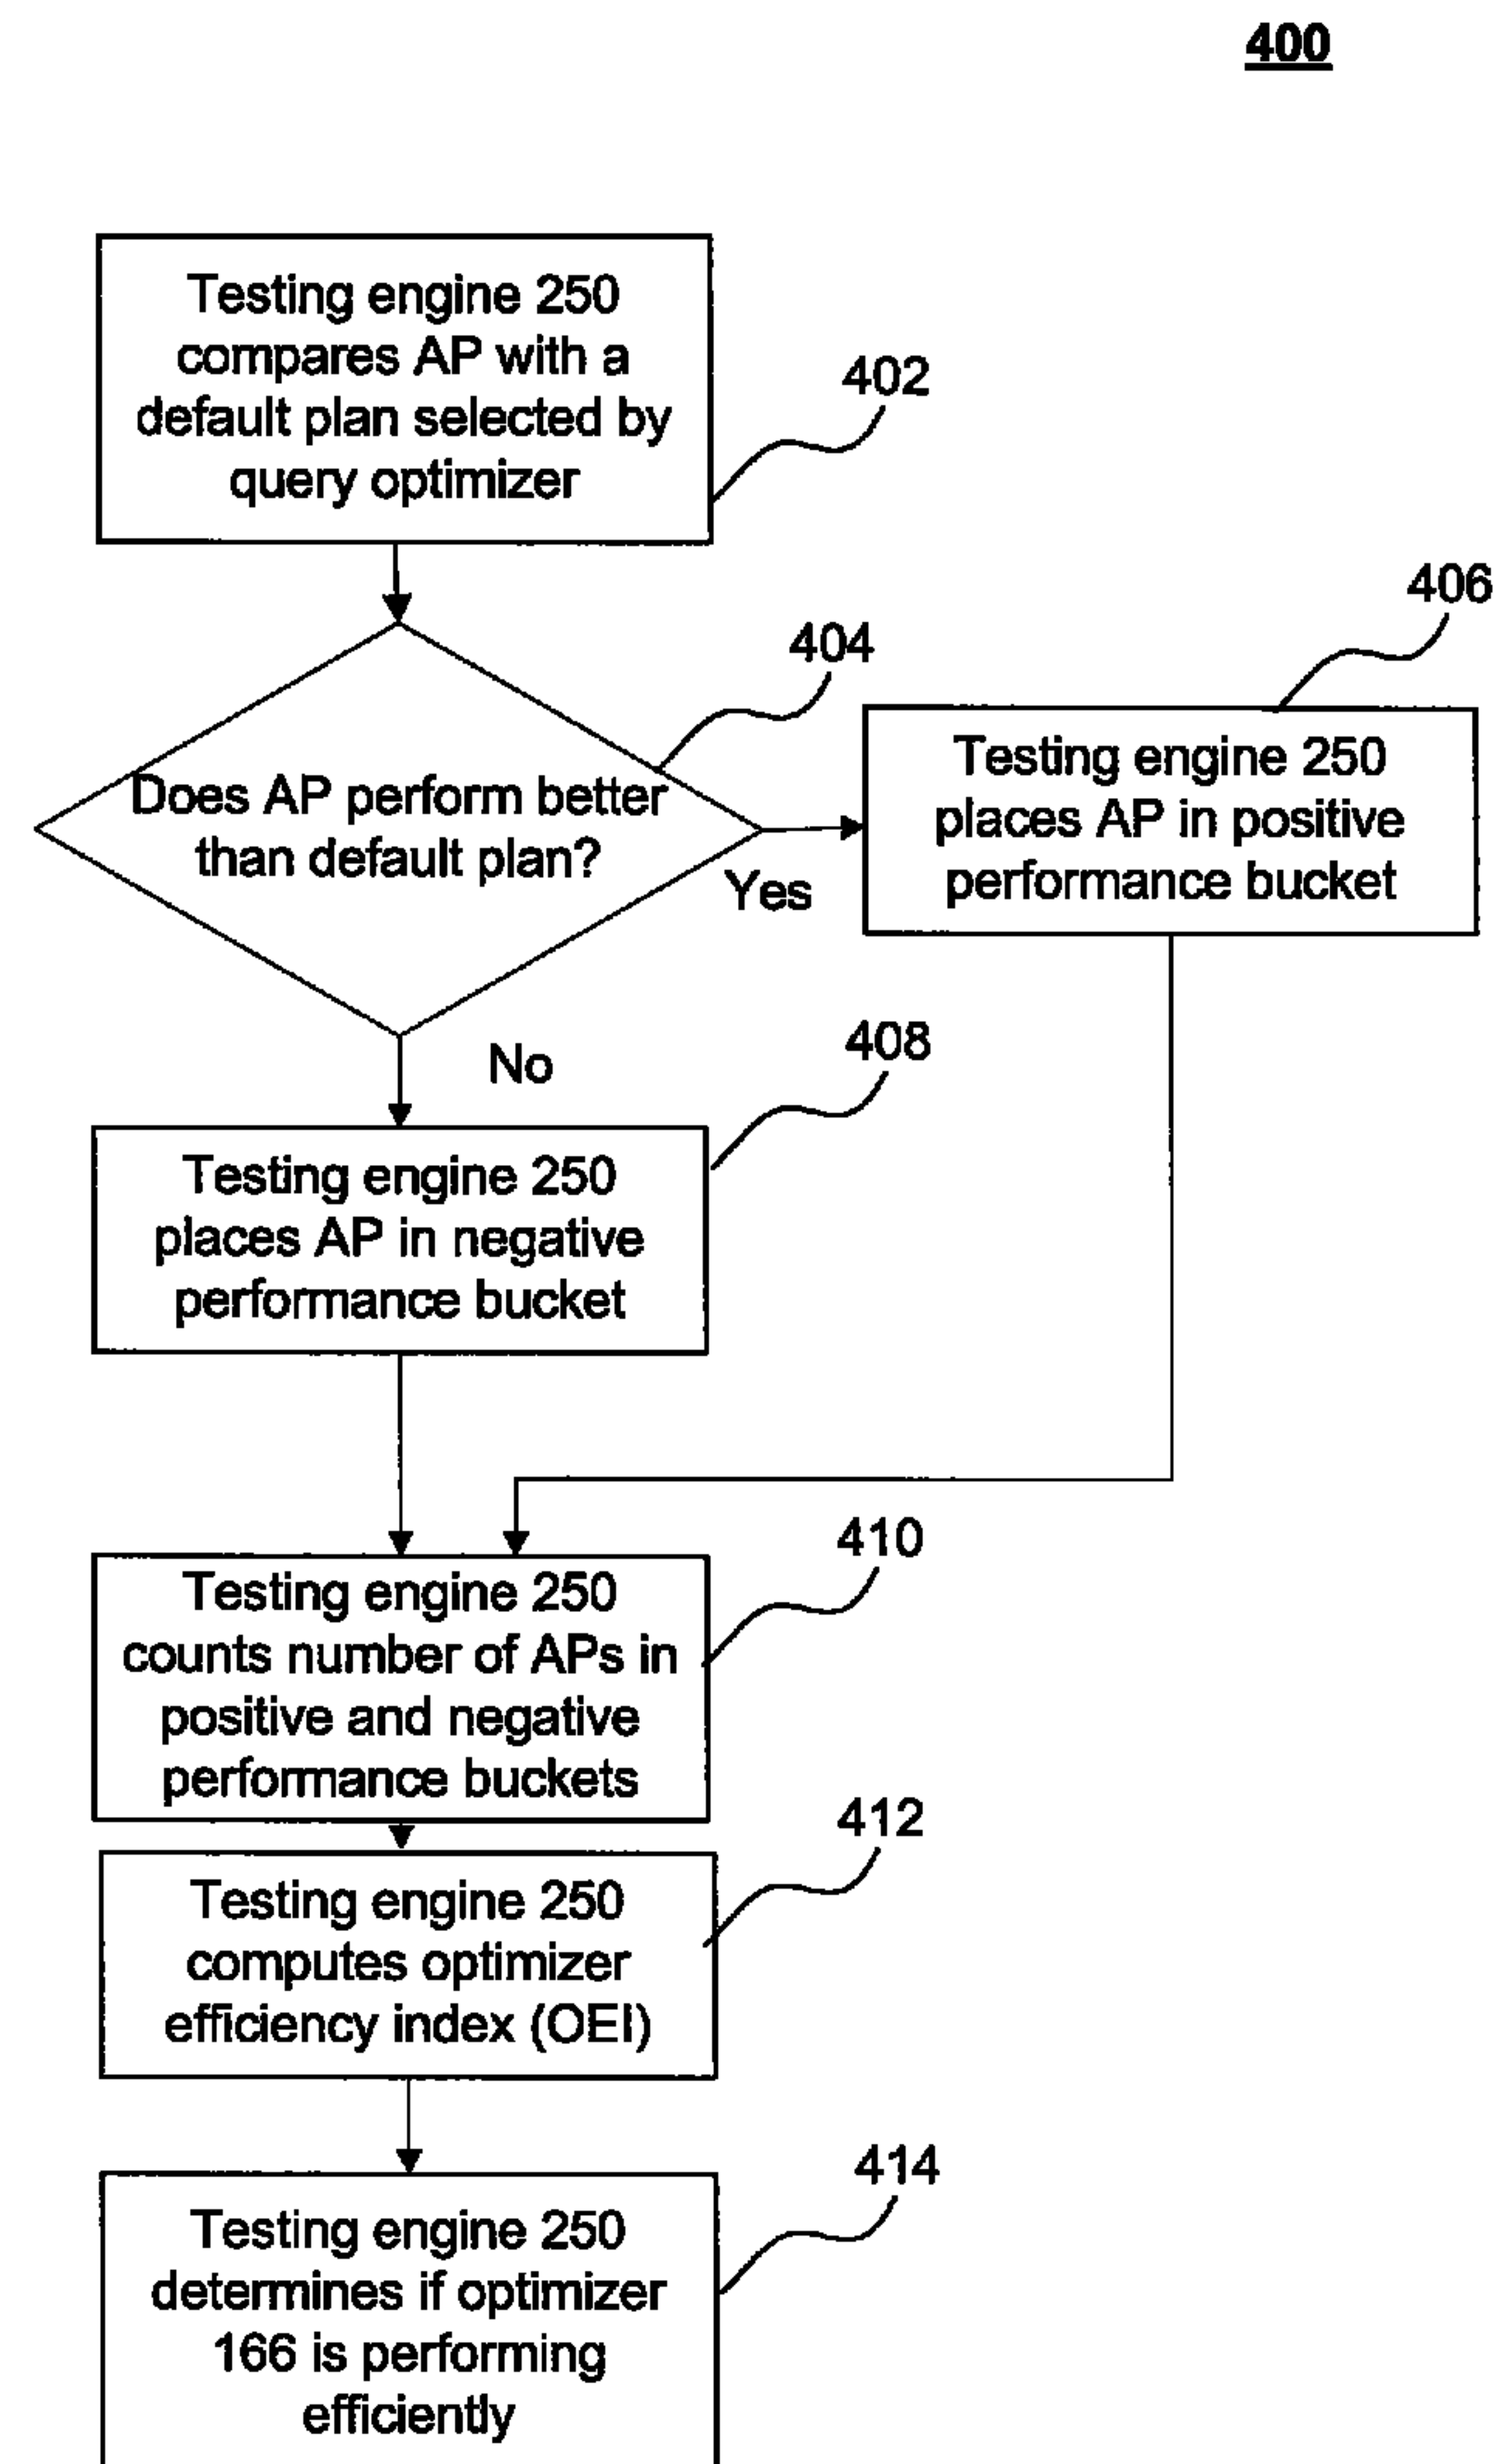 400
Testing engine 250
compares AP with a
default plan selected by
query optimizer
402
404
Does AP perform better
than default plan?
Yes
406
Testing engine 250
places AP in positive
performance bucket
No
408
Testing engine 250
places AP in negative
performance bucket
410
Testing engine 250
counts number of APs in
positive and negative
performance buckets
412
Testing engine 250
computes optimizer
efficiency index (OEI)
414
Testing engine 250
determines if optimizer
166 is performing
efficiently